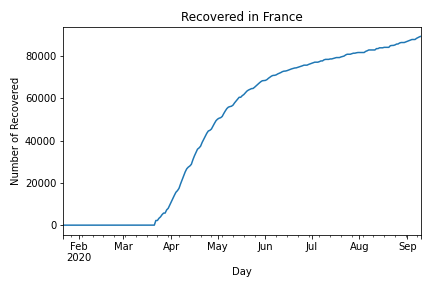 Recovered in France
Number of Recovered
80000
60000
40000
20000
0
Feb Mar Apr May Jun Jul Aug Sep
2020
Day